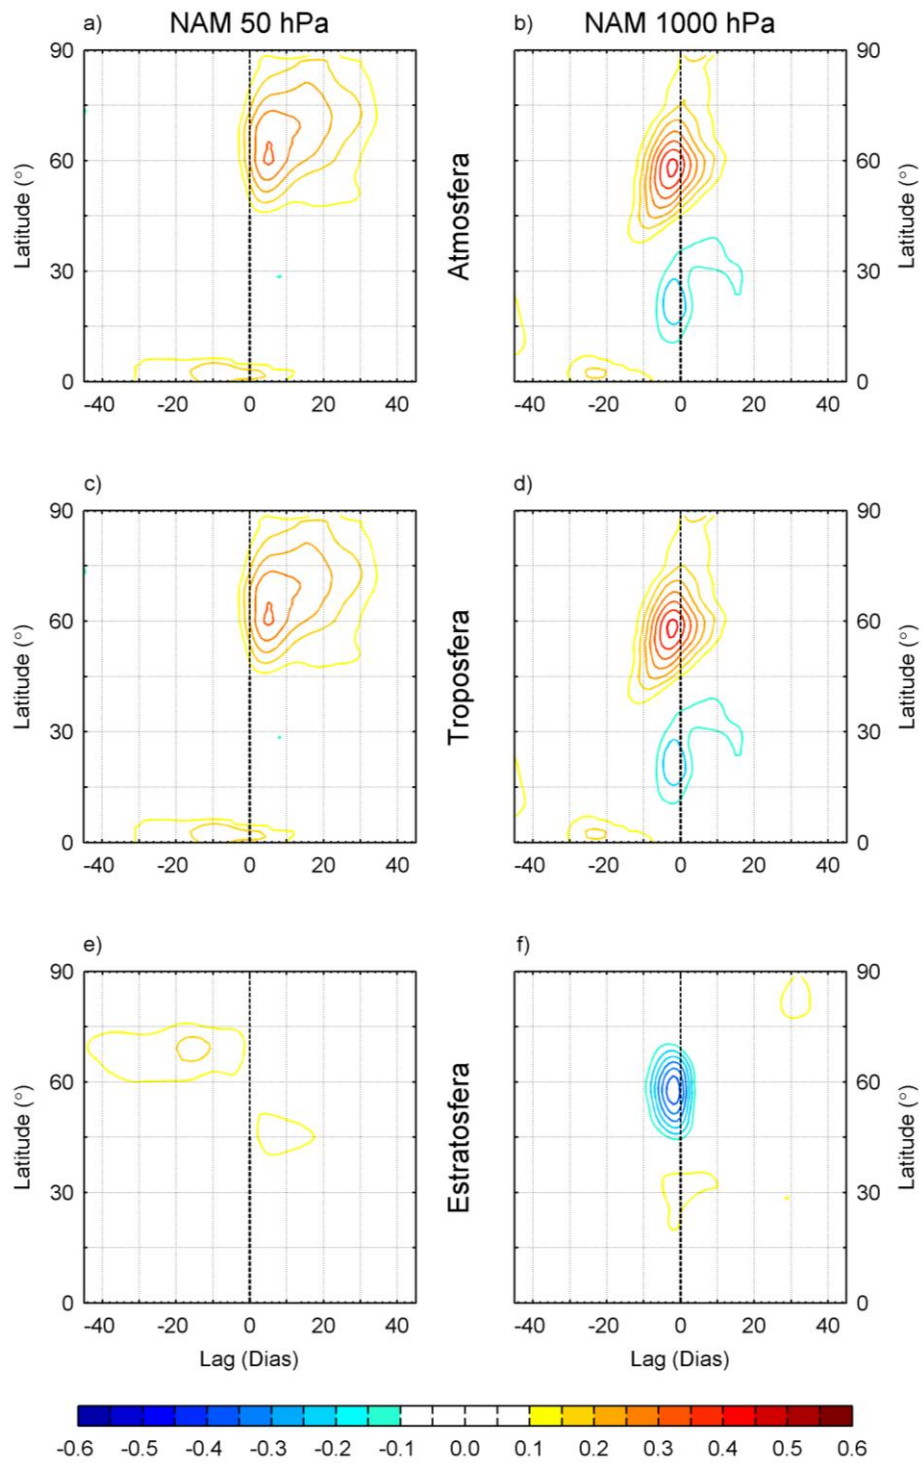 NAM 50 hPa
NAM 1000 hPa
a)
b)
90
60
30
0
Latitude (°)
-40 -20 0 20 40
Atmosfera
-40 -20 0 20 40
90
60
30
0
Latitude (°)
c)
d)
90
60
30
0
Latitude (°)
-40 -20 0 20 40
Troposfera
-40 -20 0 20 40
90
60
30
0
Latitude (°)
e)
f)
90
60
30
0
Latitude (°)
-40 -20 0 20 40
Lag (Dias)
Estratosfera
-40 -20 0 20 40
Lag (Dias)
90
60
30
0
Latitude (°)
-0.6 -0.5 -0.4 -0.3 -0.2 -0.1 0.0 0.1 0.2 0.3 0.4 0.5 0.6